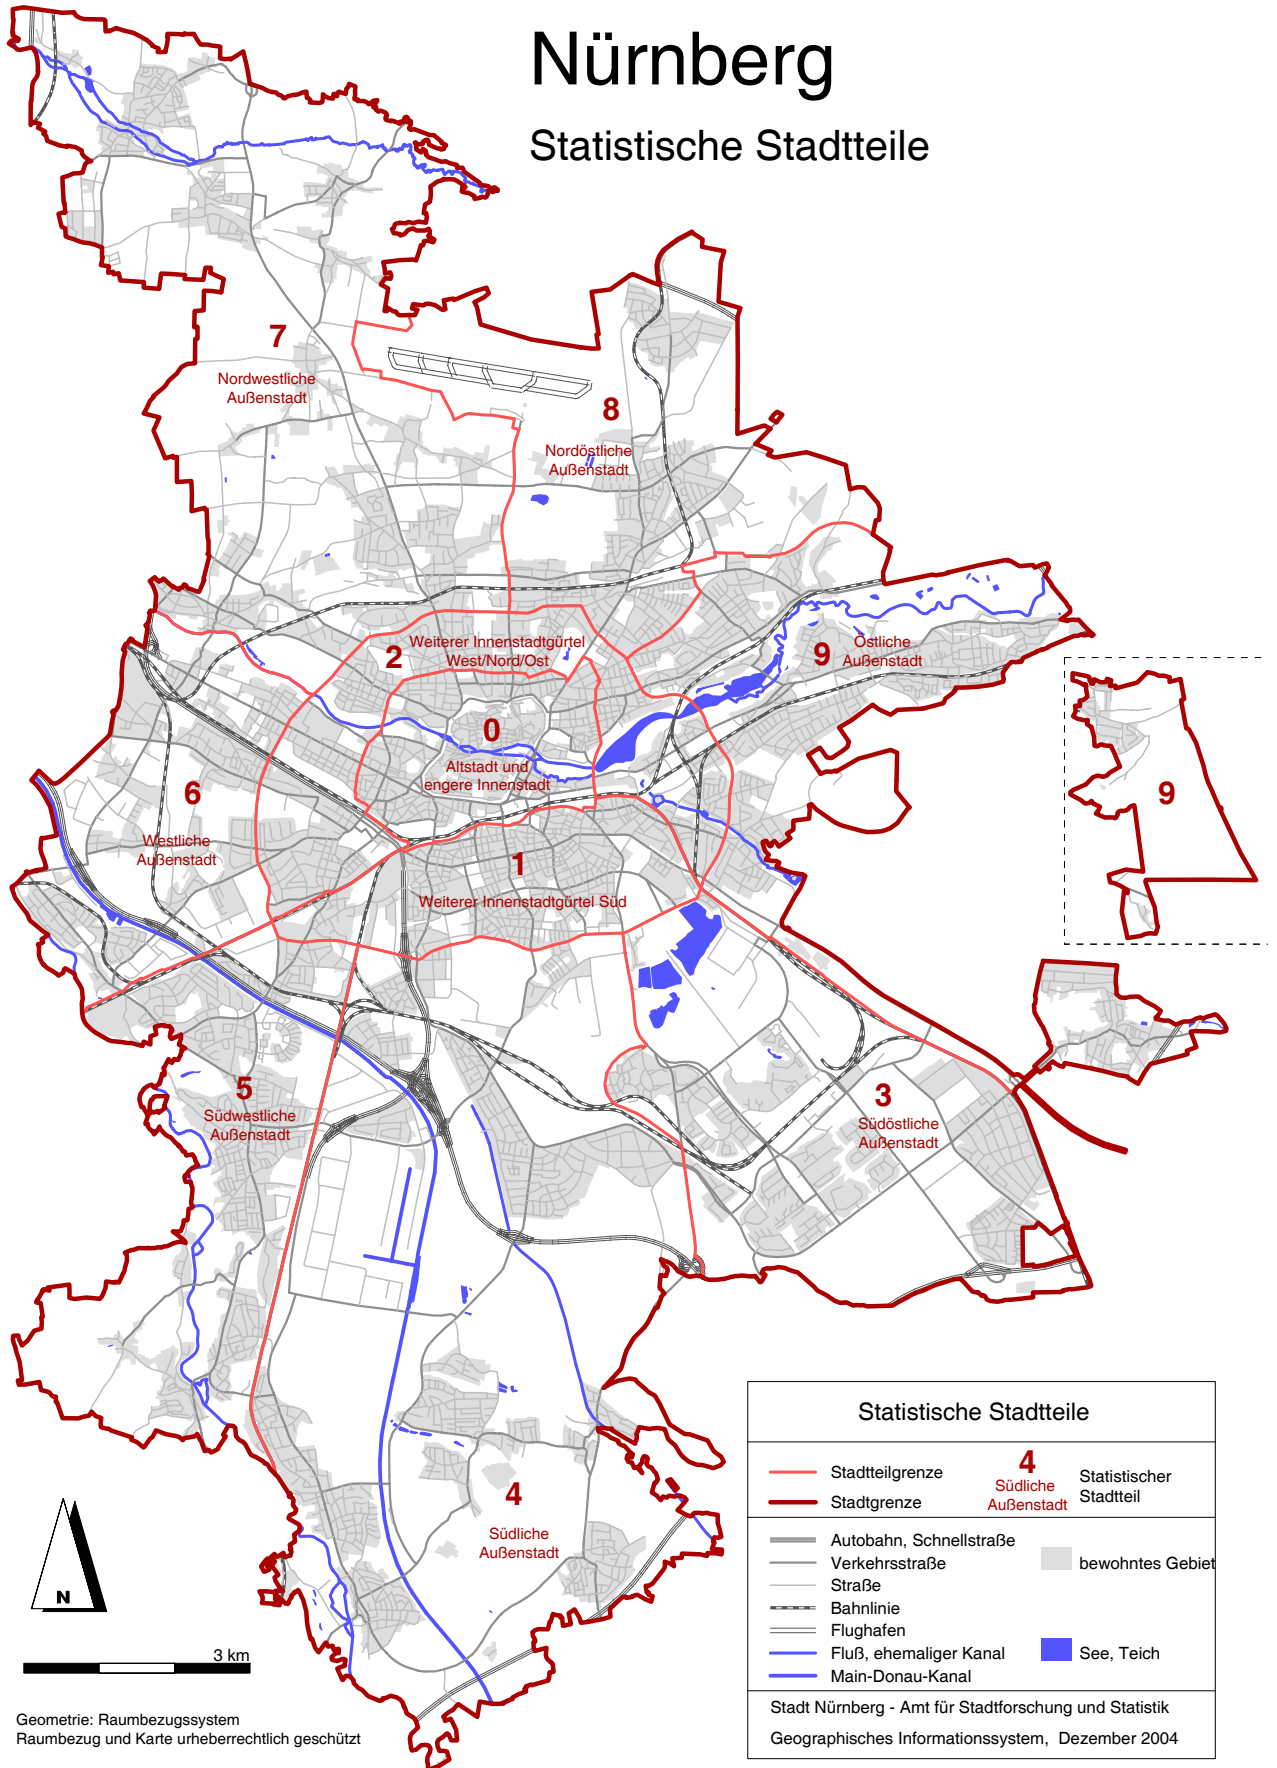 Nürnberg
Statistische Stadtteile
7
Nordwestliche
Außenstadt
8
Nordöstliche
Außenstadt
2
Weiterer Innenstadtgürtel
West/Nord/Ost
9
Östliche
Außenstadt
0
Altstadt und
engere Innenstadt
9
6
Westliche
Außenstadt
1
Weiterer Innenstadtgürtel Süd
5
Südwestliche
Außenstadt
3
Südöstliche
Außenstadt
4
Südliche
Außenstadt
N
3 km
Geometrie: Raumbezugssystem
Raumbezug und Karte urheberrechtlich geschützt
Statistische Stadtteile
Stadtteilgrenze
Stadtgrenze
4
Südliche
Außenstadt
Statistischer
Stadtteil
Autobahn, Schnellstraße
Verkehrsstraße
bewohntes Gebiet
Straße
Bahnlinie
Flughafen
Fluß, ehemaliger Kanal
See, Teich
Main-Donau-Kanal
Stadt Nürnberg - Amt für Stadtforschung und Statistik
Geographisches Informationssystem, Dezember 2004